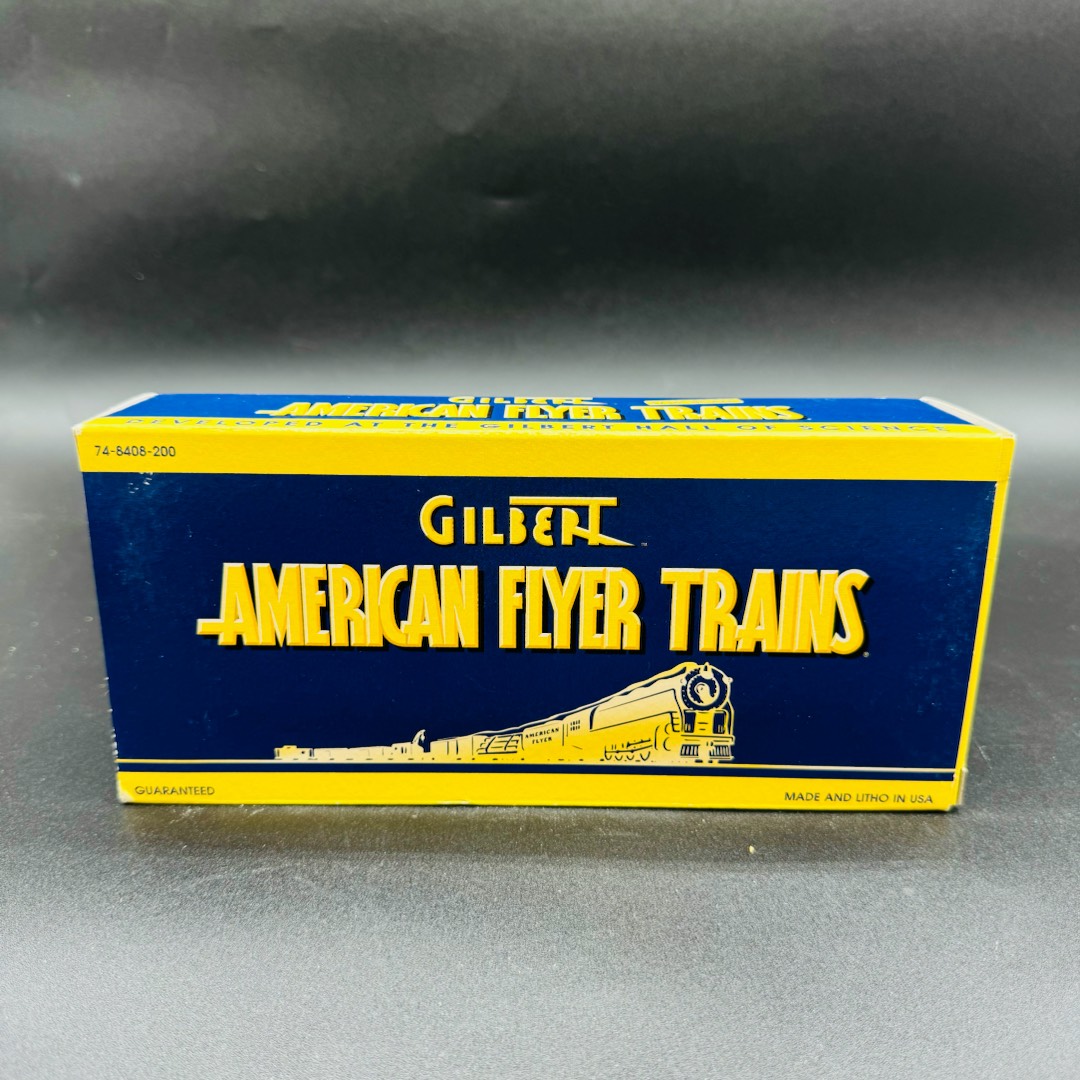 GILBERT
AMERICAN FLYER TRAINS
DEVELOPED AT THE GILBERT HALL OF SCIENCE
74-8408-200
GILBERT™
AMERICAN FLYER TRAINS®
AMERICAN
FLYER
GUARANTEED
MADE AND LITHO IN USA